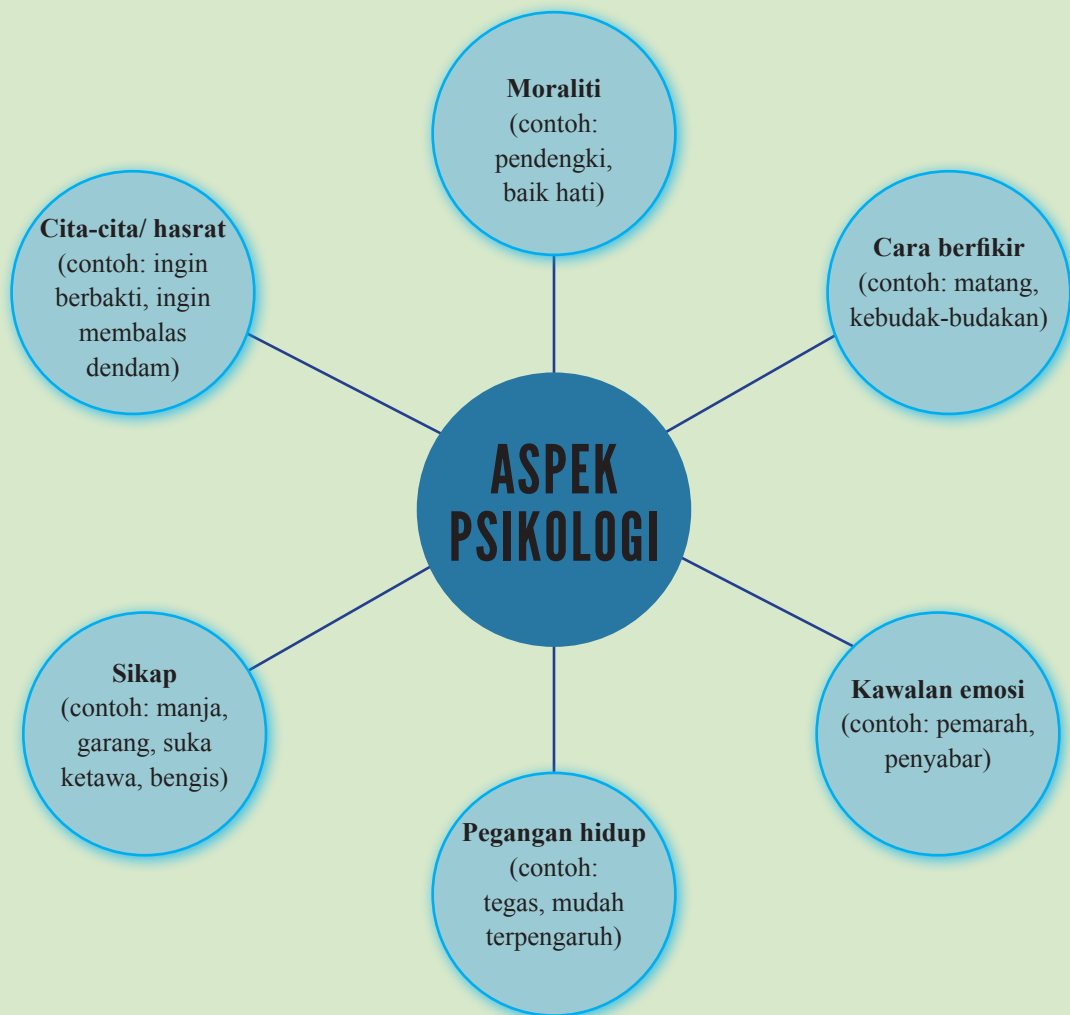 Moraliti
(contoh:
pendengki,
baik hati)
Cita-cita/ hasrat
(contoh: ingin
berbakti, ingin
membalas
dendam)
Cara berfikir
(contoh: matang,
kebudak-budakan)
ASPEK
PSIKOLOGI
Sikap
(contoh: manja,
garang, suka
ketawa, bengis)
Kawalan emosi
(contoh: pemarah,
penyabar)
Pegangan hidup
(contoh:
tegas, mudah
terpengaruh)